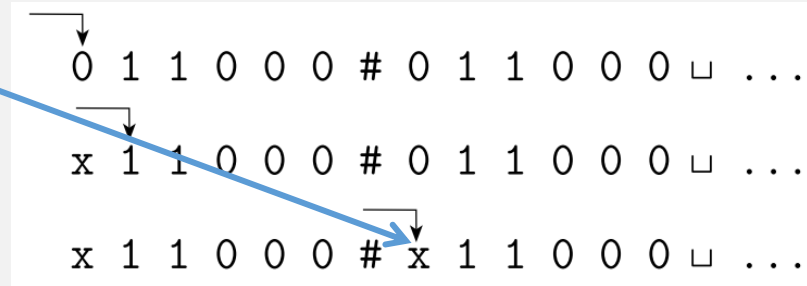 0 1 1 0 0 0 # 0 1 1 0 0 0 ⊔ ...
x 1 1 0 0 0 # 0 1 1 0 0 0 ⊔ ...
x 1 1 0 0 0 # x 1 1 0 0 0 ⊔ ...